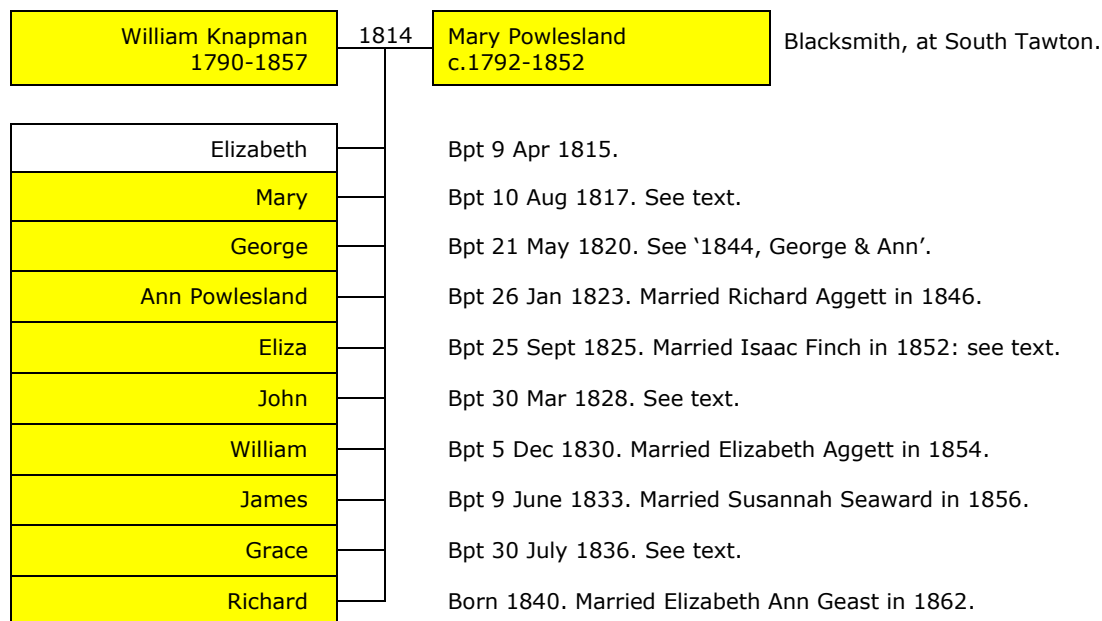 William Knapman 1814 Mary Powlesland Blacksmith, at South Tawton.
1790-1857 c.1792-1852
Elizabeth Bpt 9 Apr 1815.
Mary Bpt 10 Aug 1817. See text.
George Bpt 21 May 1820. See ‘1844, George & Ann’.
Ann Powlesland Bpt 26 Jan 1823. Married Richard Aggett in 1846.
Eliza Bpt 25 Sept 1825. Married Isaac Finch in 1852: see text.
John Bpt 30 Mar 1828. See text.
William Bpt 5 Dec 1830. Married Elizabeth Aggett in 1854.
James Bpt 9 June 1833. Married Susannah Seaward in 1856.
Grace Bpt 30 July 1836. See text.
Richard Born 1840. Married Elizabeth Ann Geast in 1862.